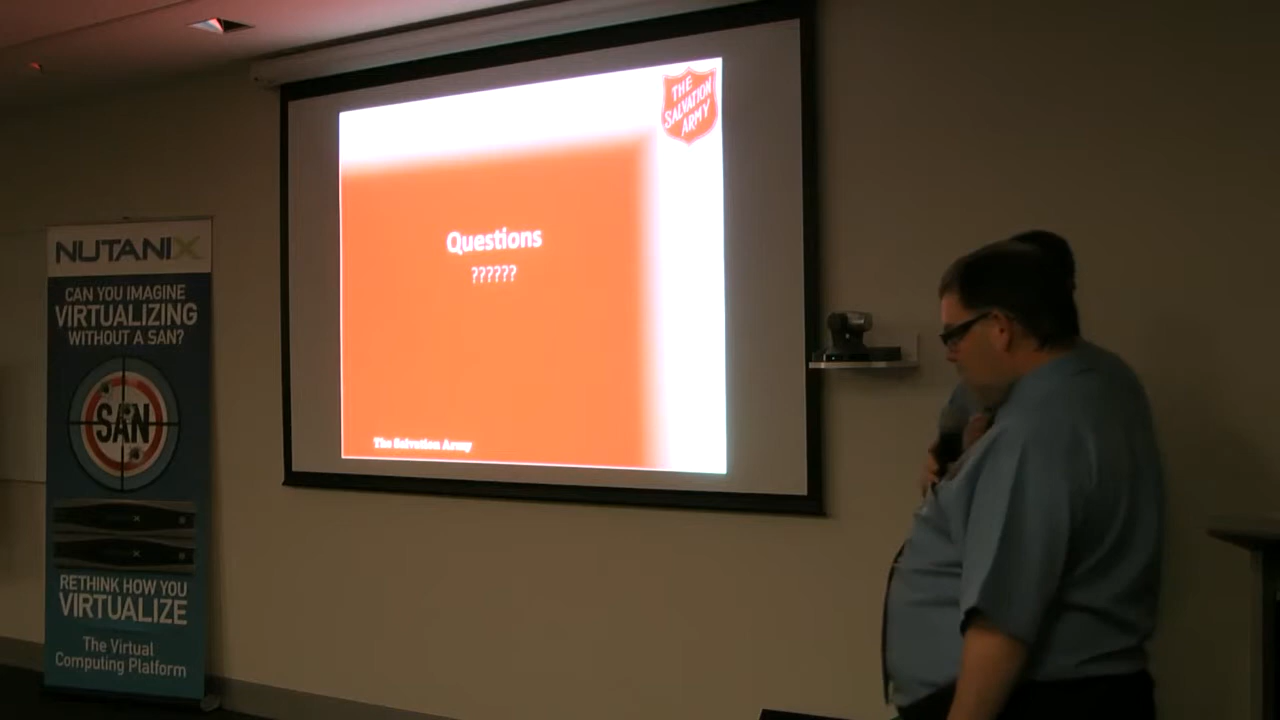 NUTANIX
CAN YOU IMAGINE
VIRTUALIZING
WITHOUT A SAN?
SAN
RETHINK HOW YOU
VIRTUALIZE
The Virtual
Computing Platform
THE
SALVATION
ARMY
Questions
??????
The Salvation Army